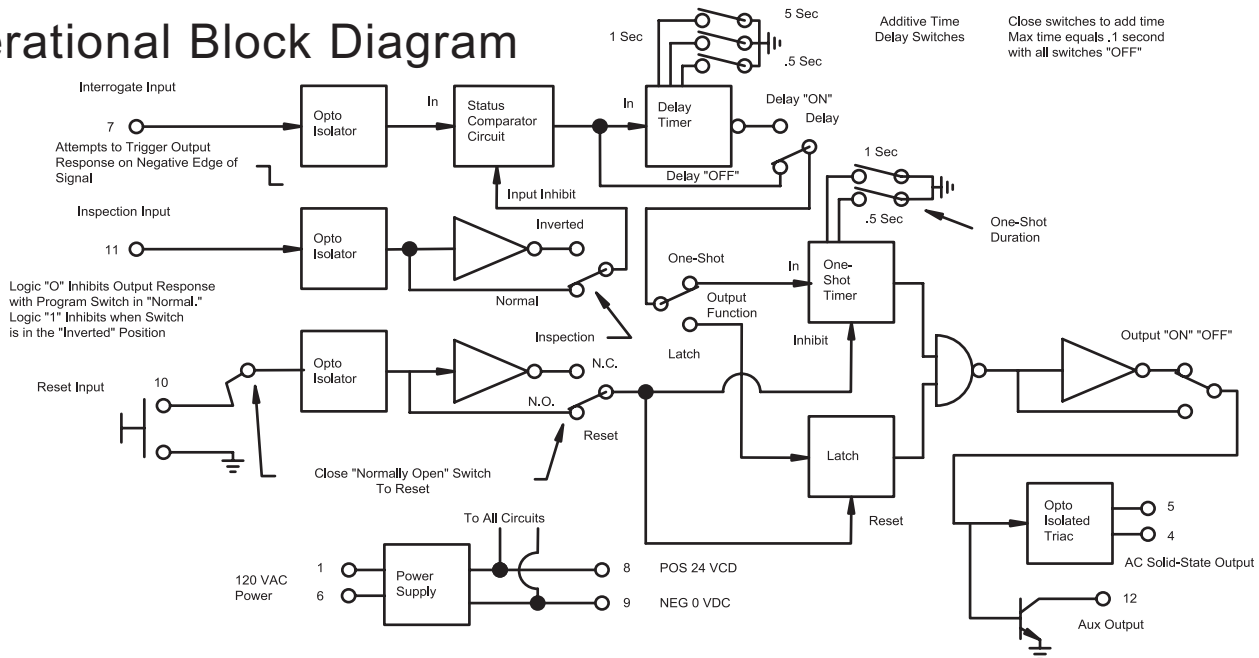 erational Block Diagram
5 Sec
1 Sec
.5 Sec
Additive Time
Delay Switches
Close switches to add time
Max time equals .1 second
with all switches "OFF"
Interrogate Input
7
Attempts to Trigger Output
Response on Negative Edge of
Signal
Opto
Isolator
In
Status
Comparator
Circuit
In
Delay
Timer
Delay "ON"
Delay
Delay "OFF"
Input Inhibit
1 Sec
.5 Sec
One-Shot
Duration
Inspection Input
11
Logic "O" Inhibits Output Response
with Program Switch in "Normal."
Logic "1" Inhibits when Switch
is in the "Inverted" Position
Opto
Isolator
Inverted
Normal
Inspection
One-Shot
Output
Function
Latch
In
One-
Shot
Timer
Inhibit
Output "ON" "OFF"
Reset Input
10
Opto
Isolator
N.C.
N.O.
Reset
Close "Normally Open" Switch
To Reset
Latch
Reset
To All Circuits
120 VAC
Power
1
6
Power
Supply
8
POS 24 VCD
9
NEG 0 VDC
Opto
Isolated
Triac
5
4
AC Solid-State Output
12
Aux Output